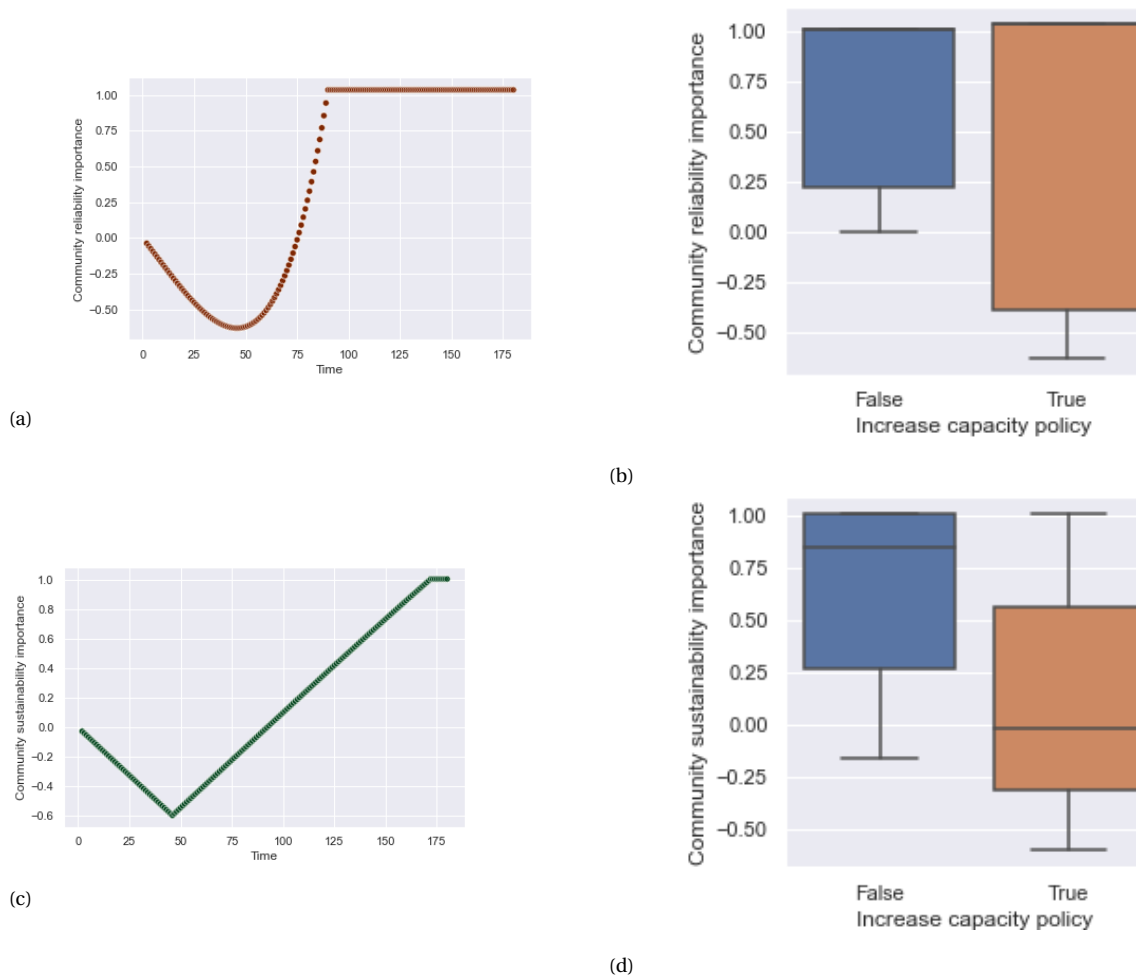 1.00
0.75
0.50
0.25
0.00
−0.25
−0.50
Community reliability importance
0 25 50 75 100 125 150 175
Time
(a)
1.00
0.75
0.50
0.25
0.00
−0.25
−0.50
Community reliability importance
False True
Increase capacity policy
(b)
1.0
0.8
0.6
0.4
0.2
0.0
−0.2
−0.4
−0.6
Community sustainability importance
0 25 50 75 100 125 150 175
Time
(c)
1.00
0.75
0.50
0.25
0.00
−0.25
−0.50
Community sustainability importance
False True
Increase capacity policy
(d)